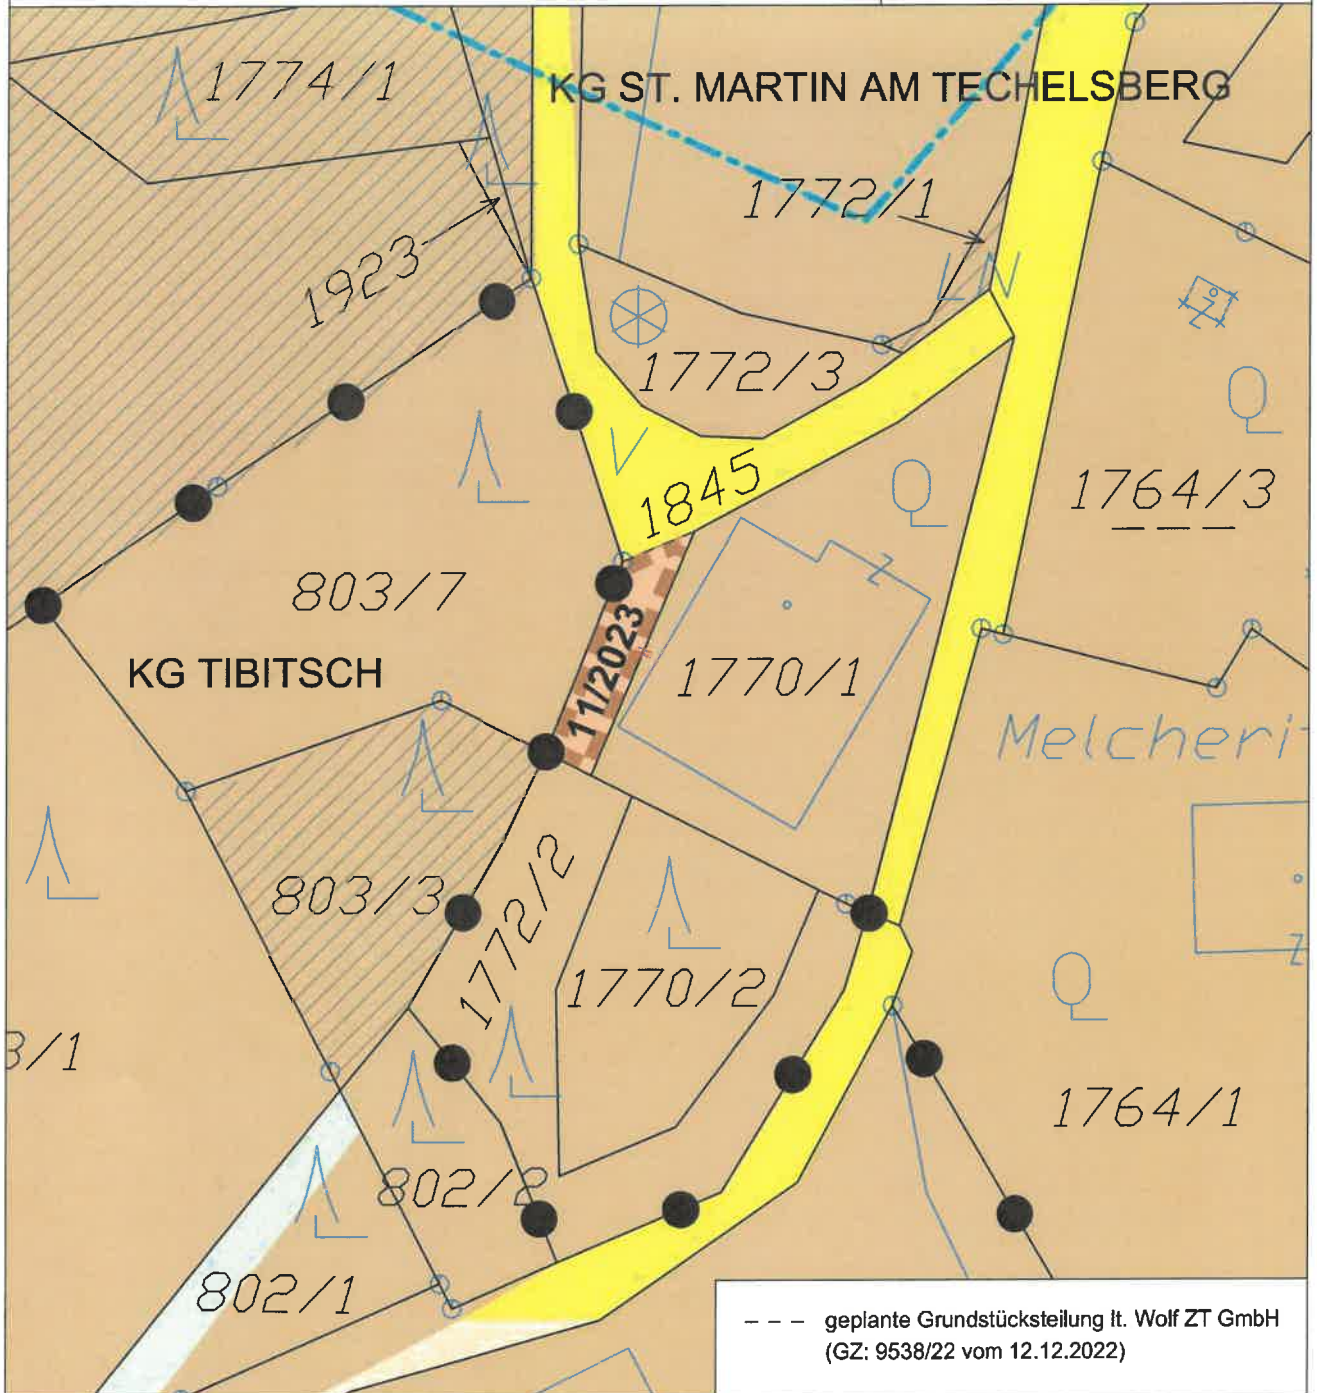 1774/1
KG ST. MARTIN AM TECHELSBERG
1772/1
1923
LN
1772/3
V
1845
1764/3
803/7
11/2023
Z
KG TIBITSCH
1770/1
Melcheri
803/3
1772/2
1770/2
Z
3/1
1764/1
802/2
802/1
geplante Grundstücksteilung lt. Wolf ZT GmbH
(GZ: 9538/22 vom 12.12.2022)